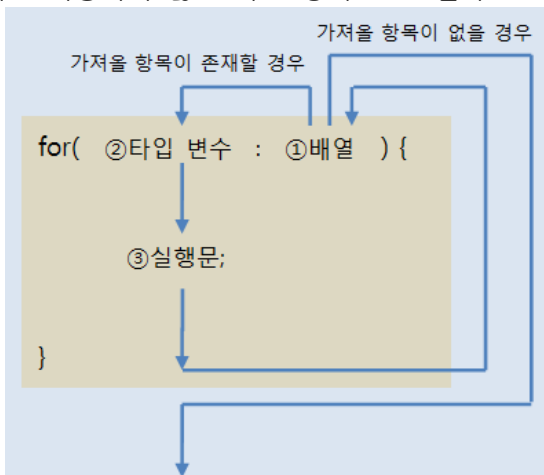 가져올 항목이 없을 경우
가져올 항목이 존재할 경우
for( ②타입 변수 : ①배열 ) {
③실행문;
}